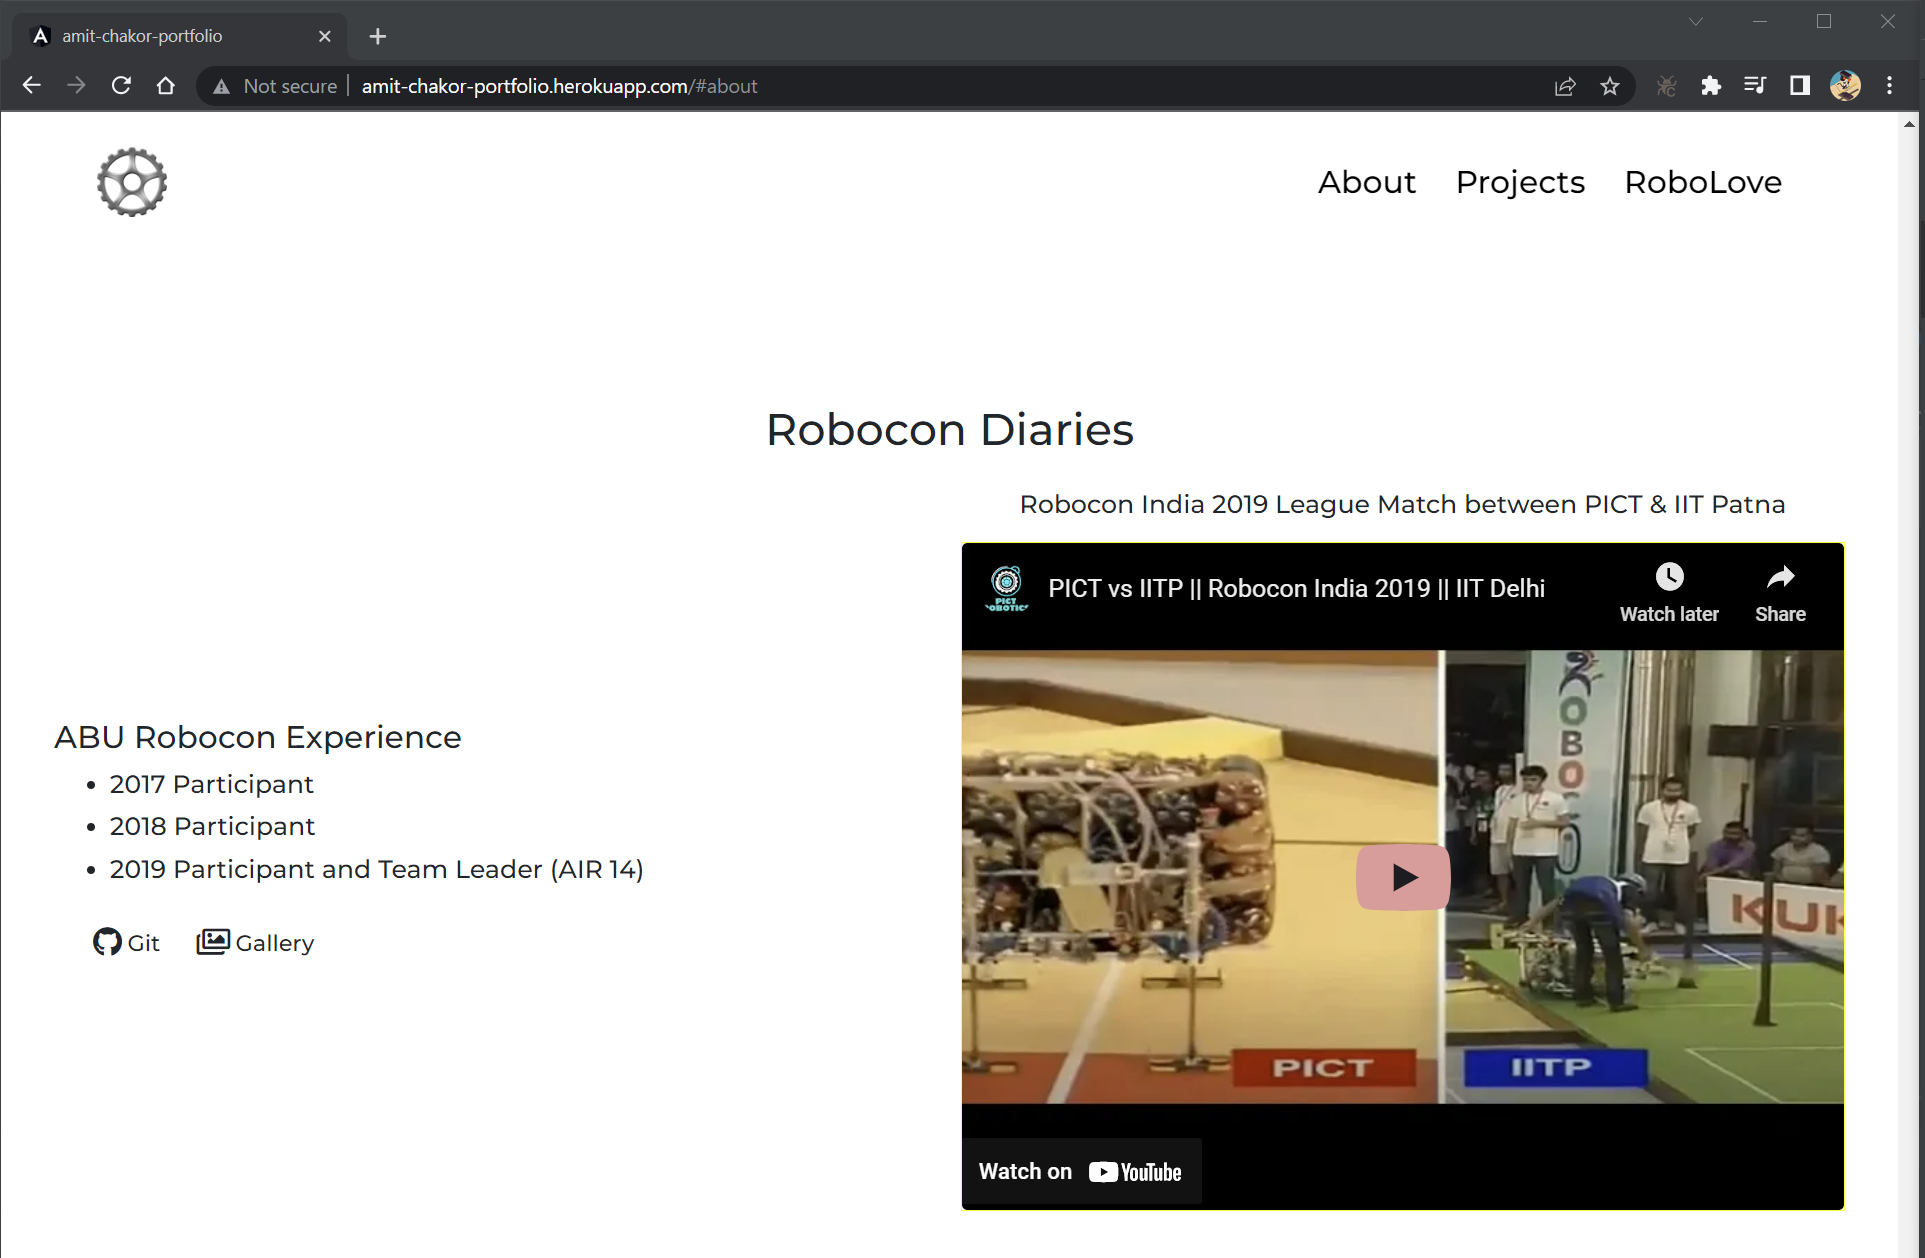 amit-chakor-portfolio
Not secure
amit-chakor-portfolio.herokuapp.com/#about
About Projects RoboLove
Robocon Diaries
Robocon India 2019 League Match between PICT & IIT Patna
PICT vs IITP || Robocon India 2019 || IIT Delhi
Watch later
Share
PICT
ROBOTIC
ROBOCO
KUK
PICT
IITP
Watch on YouTube
ABU Robocon Experience
• 2017 Participant
• 2018 Participant
• 2019 Participant and Team Leader (AIR 14)
Git
Gallery